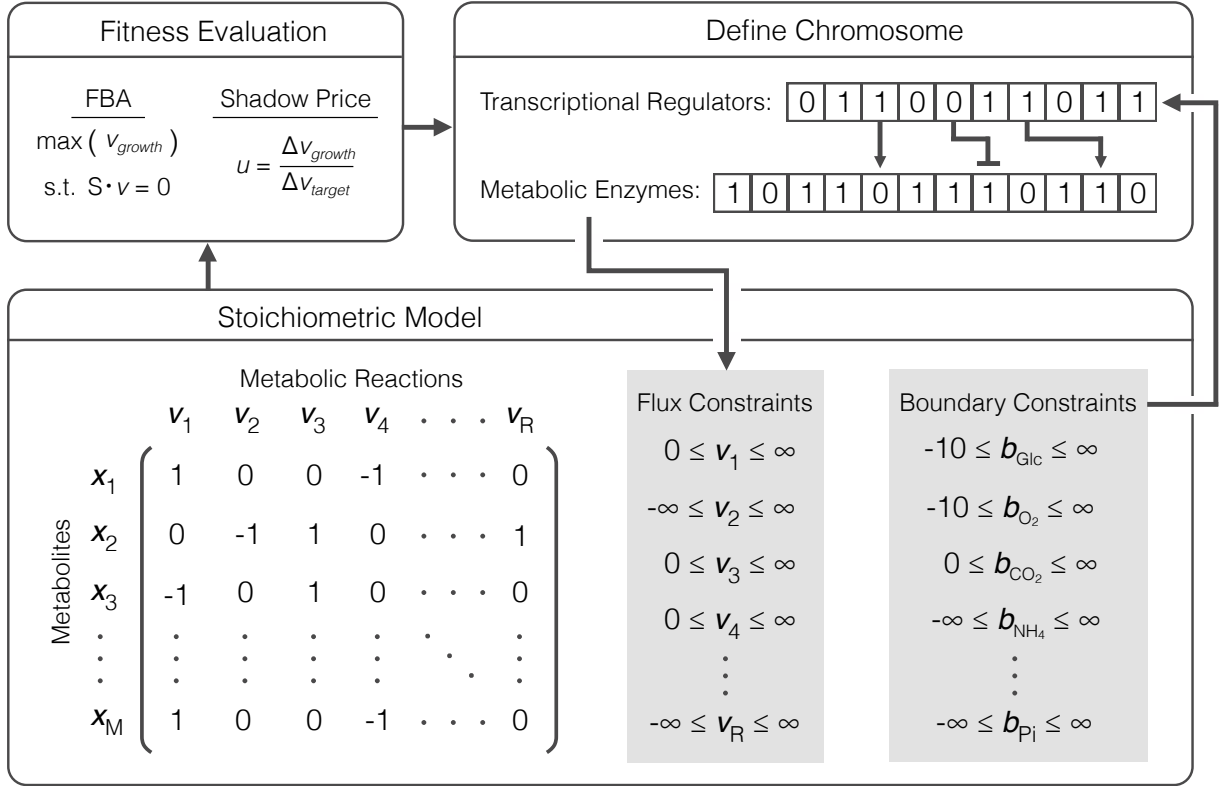 Fitness Evaluation
FBA
max ( v_growth )
s.t. S · v = 0
Shadow Price
u = Δv_growth / Δv_target
Define Chromosome
Transcriptional Regulators: 0 1 1 0 0 1 1 0 1 1
Metabolic Enzymes: 1 0 1 1 0 1 1 1 0 1 1 0
Stoichiometric Model
Metabolic Reactions
v1 v2 v3 v4 · · · vR
Metabolites
x1 1 0 0 -1 · · · 0
x2 0 -1 1 0 · · · 1
x3 -1 0 1 0 · · · 0
xM 1 0 0 -1 · · · 0
Flux Constraints
0 ≤ v1 ≤ ∞
-∞ ≤ v2 ≤ ∞
0 ≤ v3 ≤ ∞
0 ≤ v4 ≤ ∞
-∞ ≤ vR ≤ ∞
Boundary Constraints
-10 ≤ bGlc ≤ ∞
-10 ≤ bO2 ≤ ∞
0 ≤ bCO2 ≤ ∞
-∞ ≤ bNH4 ≤ ∞
-∞ ≤ bPi ≤ ∞